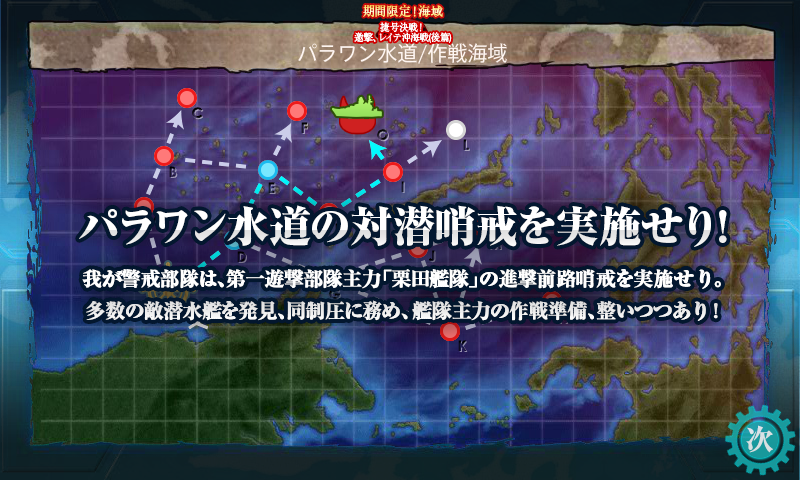 期間限定!海域
捷号決戦!
邀撃、レイテ沖海戦(後篇)
パラワン水道/作戦海域
C
F
O
L
B
E
I
パラワン水道の対潜哨戒を実施せり!
D
J
我が警戒部隊は、第一遊撃部隊主力「栗田艦隊」の進撃前路哨戒を実施せり。
多数の敵潜水艦を発見、同制圧に務め、艦隊主力の作戦準備、整いつつあり!
K
次